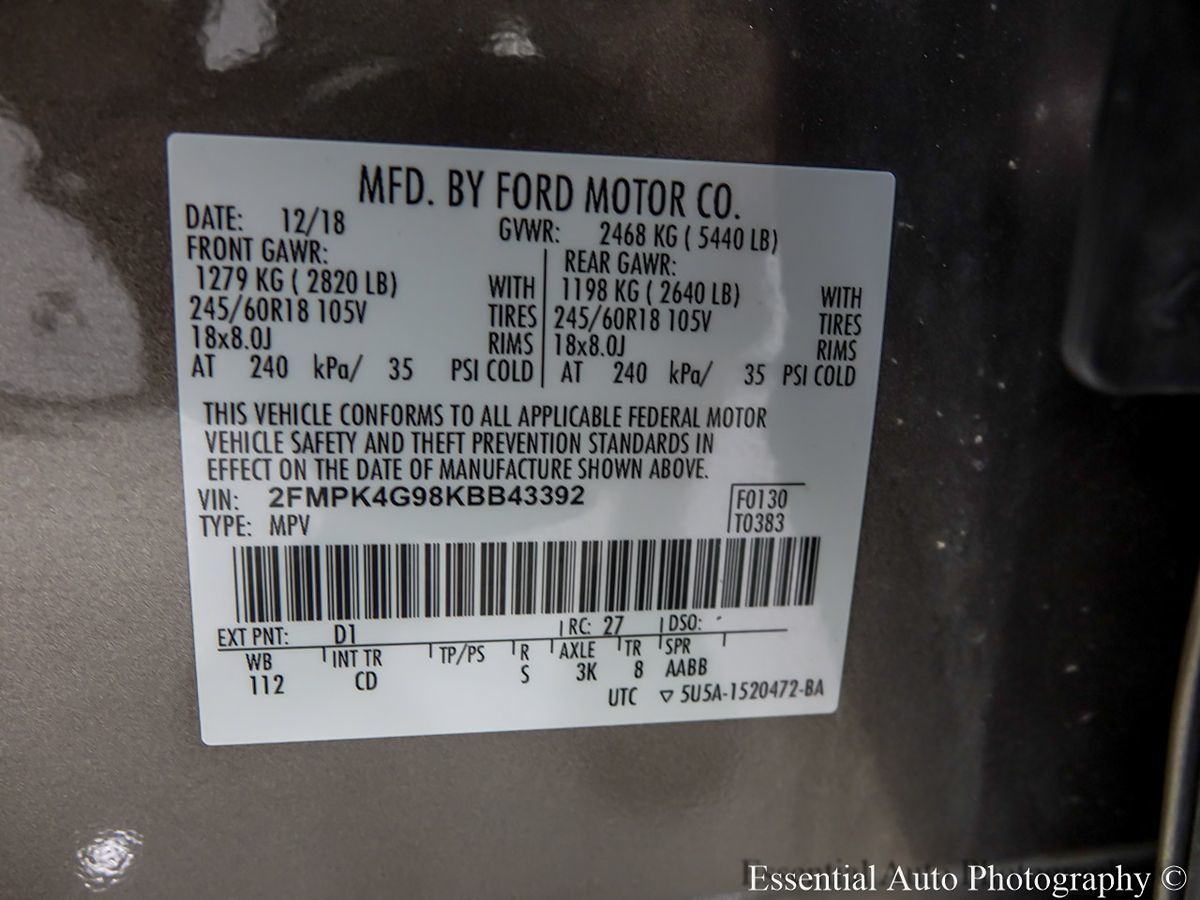 MFD. BY FORD MOTOR CO.
DATE: 12/18 GVWR: 2468 KG ( 5440 LB)
FRONT GAWR: REAR GAWR:
1279 KG ( 2820 LB) WITH 1198 KG ( 2640 LB) WITH
245/60R18 105V TIRES 245/60R18 105V TIRES
18x8.0J RIMS 18x8.0J RIMS
AT 240 kPa/ 35 PSI COLD AT 240 kPa/ 35 PSI COLD
THIS VEHICLE CONFORMS TO ALL APPLICABLE FEDERAL MOTOR
VEHICLE SAFETY AND THEFT PREVENTION STANDARDS IN
EFFECT ON THE DATE OF MANUFACTURE SHOWN ABOVE.
VIN: 2FMPK4G98KBB43392 F0130
TYPE: MPV T0383
EXT PNT: D1 RC: 27 DSO:
WB INT TR TP/PS R AXLE TR SPR
112 CD S 3K 8 AABB
UTC ▽ 5U5A-1520472-BA
Essential Auto Photography ©